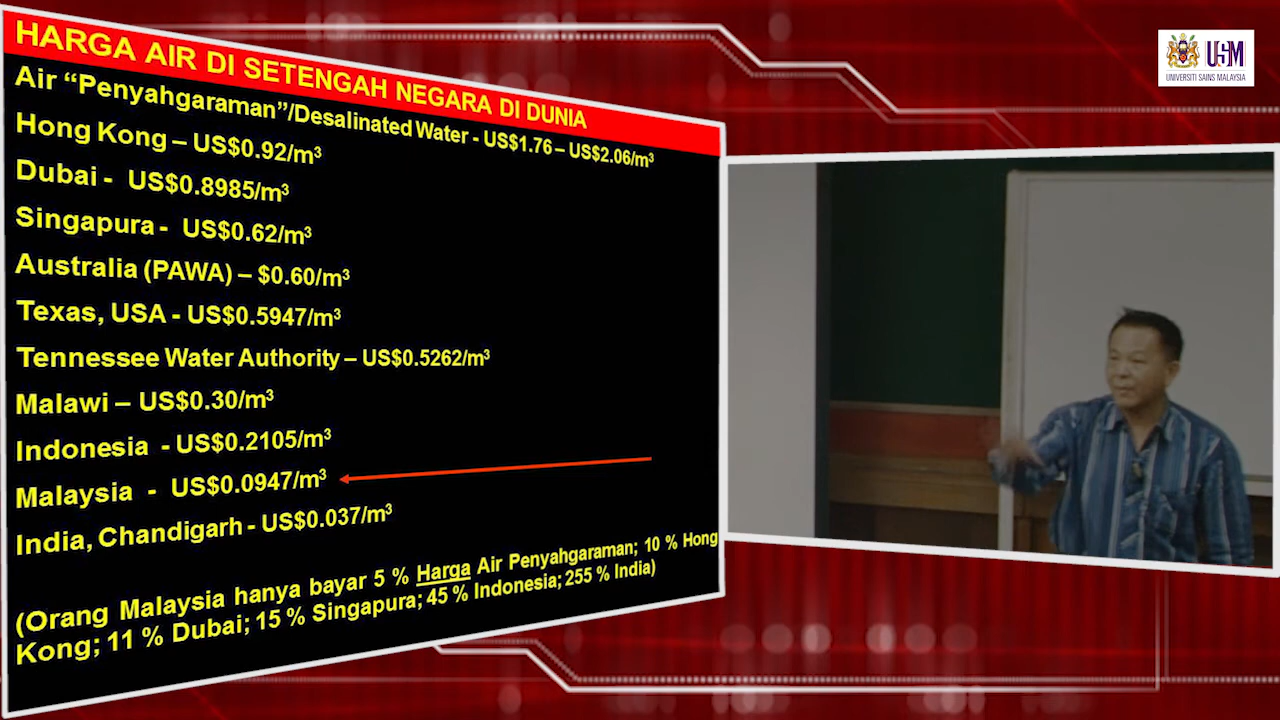 HARGA AIR DI SETENGAH NEGARA DI DUNIA
Air “Penyahgaraman”/Desalinated Water - US$1.76 – US$2.06/m³
Hong Kong – US$0.92/m³
Dubai - US$0.8985/m³
Singapura - US$0.62/m³
Australia (PAWA) – $0.60/m³
Texas, USA - US$0.5947/m³
Tennessee Water Authority – US$0.5262/m³
Malawi – US$0.30/m³
Indonesia - US$0.2105/m³
Malaysia - US$0.0947/m³
India, Chandigarh - US$0.037/m³
(Orang Malaysia hanya bayar 5 % Harga Air Penyahgaraman; 10 % Hong
Kong; 11 % Dubai; 15 % Singapura; 45 % Indonesia; 255 % India)
USM
UNIVERSITI SAINS MALAYSIA